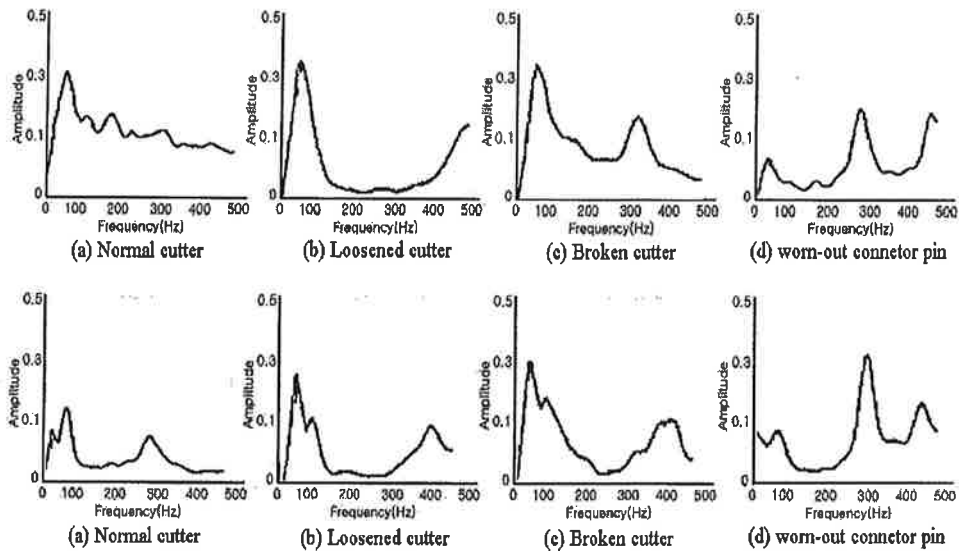 0.5
0.3
0.1
0
Amplitude
0 100 200 300 400 500
Frequency(Hz)
(a) Normal cutter
0.5
0.3
0.1
0
Amplitude
0 100 200 300 400 500
Frequency(Hz)
(b) Loosened cutter
0.5
0.3
0.1
0
Amplitude
0 100 200 300 400 500
Frequency(Hz)
(c) Broken cutter
0.5
0.3
0.1
0
Amplitude
0 100 200 300 400 500
Frequency(Hz)
(d) worn-out connetor pin
0.5
0.3
0.1
0
Amplitude
0 100 200 300 400 500
Frequency(Hz)
(a) Normal cutter
0.5
0.3
0.1
0
Amplitude
0 100 200 300 400 500
Frequency(Hz)
(b) Loosened cutter
0.5
0.3
0.1
0
Amplitude
0 100 200 300 400 500
Frequency(Hz)
(c) Broken cutter
0.5
0.3
0.1
0
Amplitude
0 100 200 300 400 500
Frequency(Hz)
(d) worn-out connetor pin